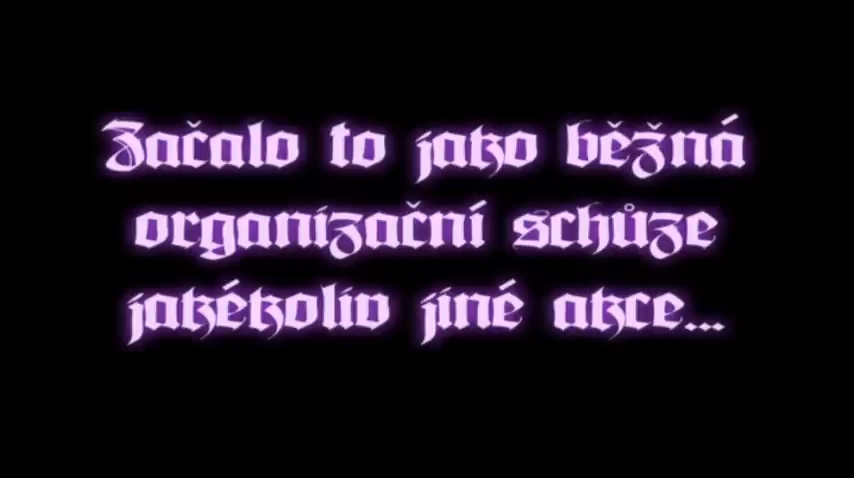 Začalo to jako běžná
organizační schůze
jakékoliv jiné akce...